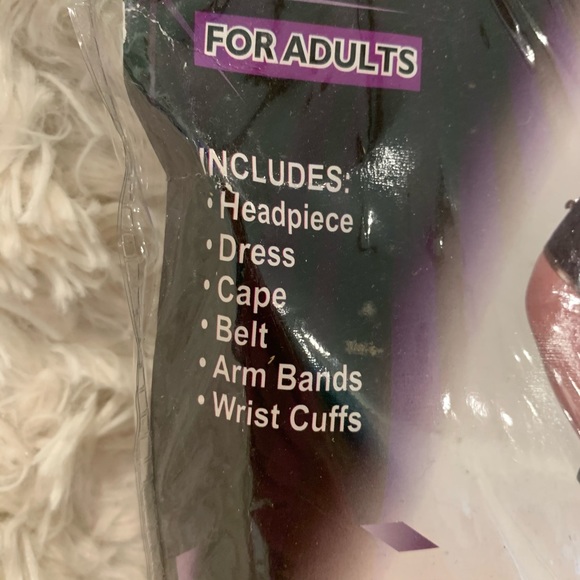 FOR ADULTS
INCLUDES:
• Headpiece
• Dress
• Cape
• Belt
• Arm Bands
• Wrist Cuffs